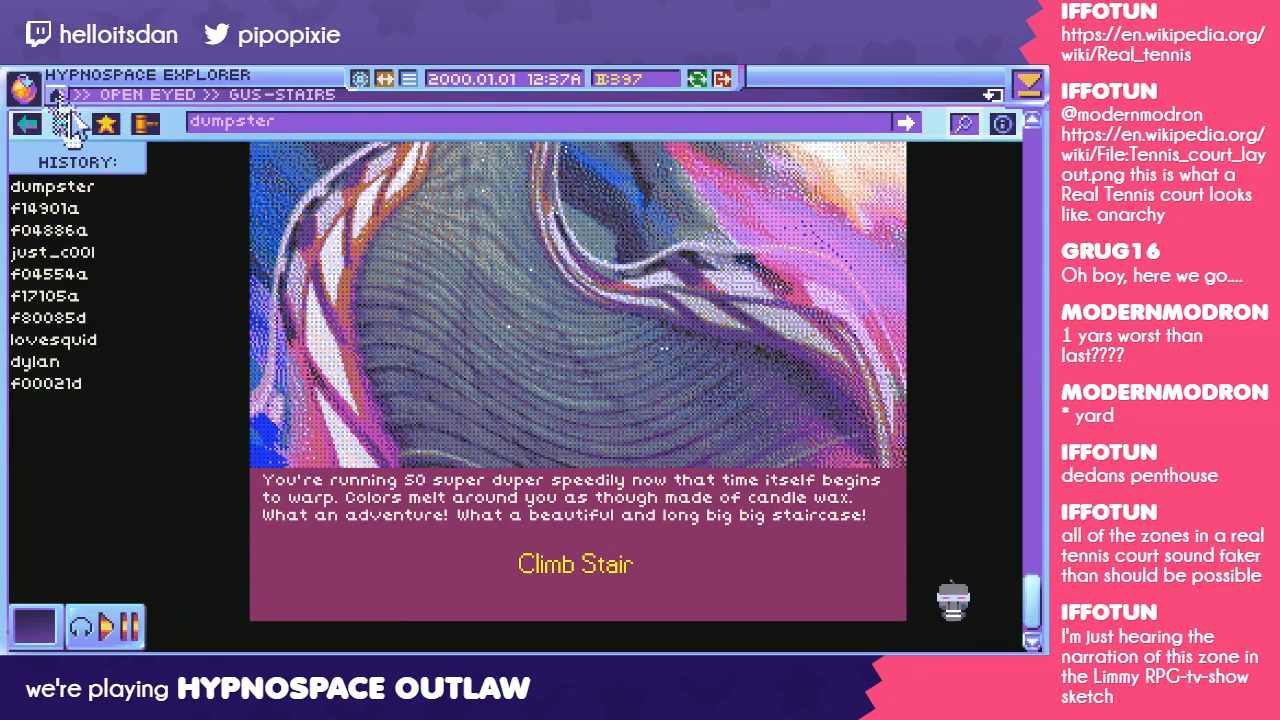 helloitsdan pipopixie
HYPNOSPACE EXPLORER
2000.01.01 12:37A
:397
>> OPEN EYED >> GUS-STAIR5
dumpster
HISTORY:
dumpster
f14901a
f04886a
just_c00l
f04554a
f17105a
f80085d
lovesquid
dylan
f00021d
You're running SO super duper speedily now that time itself begins
to warp. Colors melt around you as though made of candle wax.
What an adventure! What a beautiful and long big big staircase!
Climb Stair
we're playing HYPNOSPACE OUTLAW
IFFOTUN
https://en.wikipedia.org/
wiki/Real_tennis
IFFOTUN
@modernmodron
https://en.wikipedia.org/
wiki/File:Tennis_court_lay
out.png this is what a
Real Tennis court looks
like. anarchy
GRUG16
Oh boy, here we go....
MODERNMODRON
1 yars worst than
last????
MODERNMODRON
* yard
IFFOTUN
dedans penthouse
IFFOTUN
all of the zones in a real
tennis court sound faker
than should be possible
IFFOTUN
I'm just hearing the
narration of this zone in
the Limmy RPG-tv-show
sketch